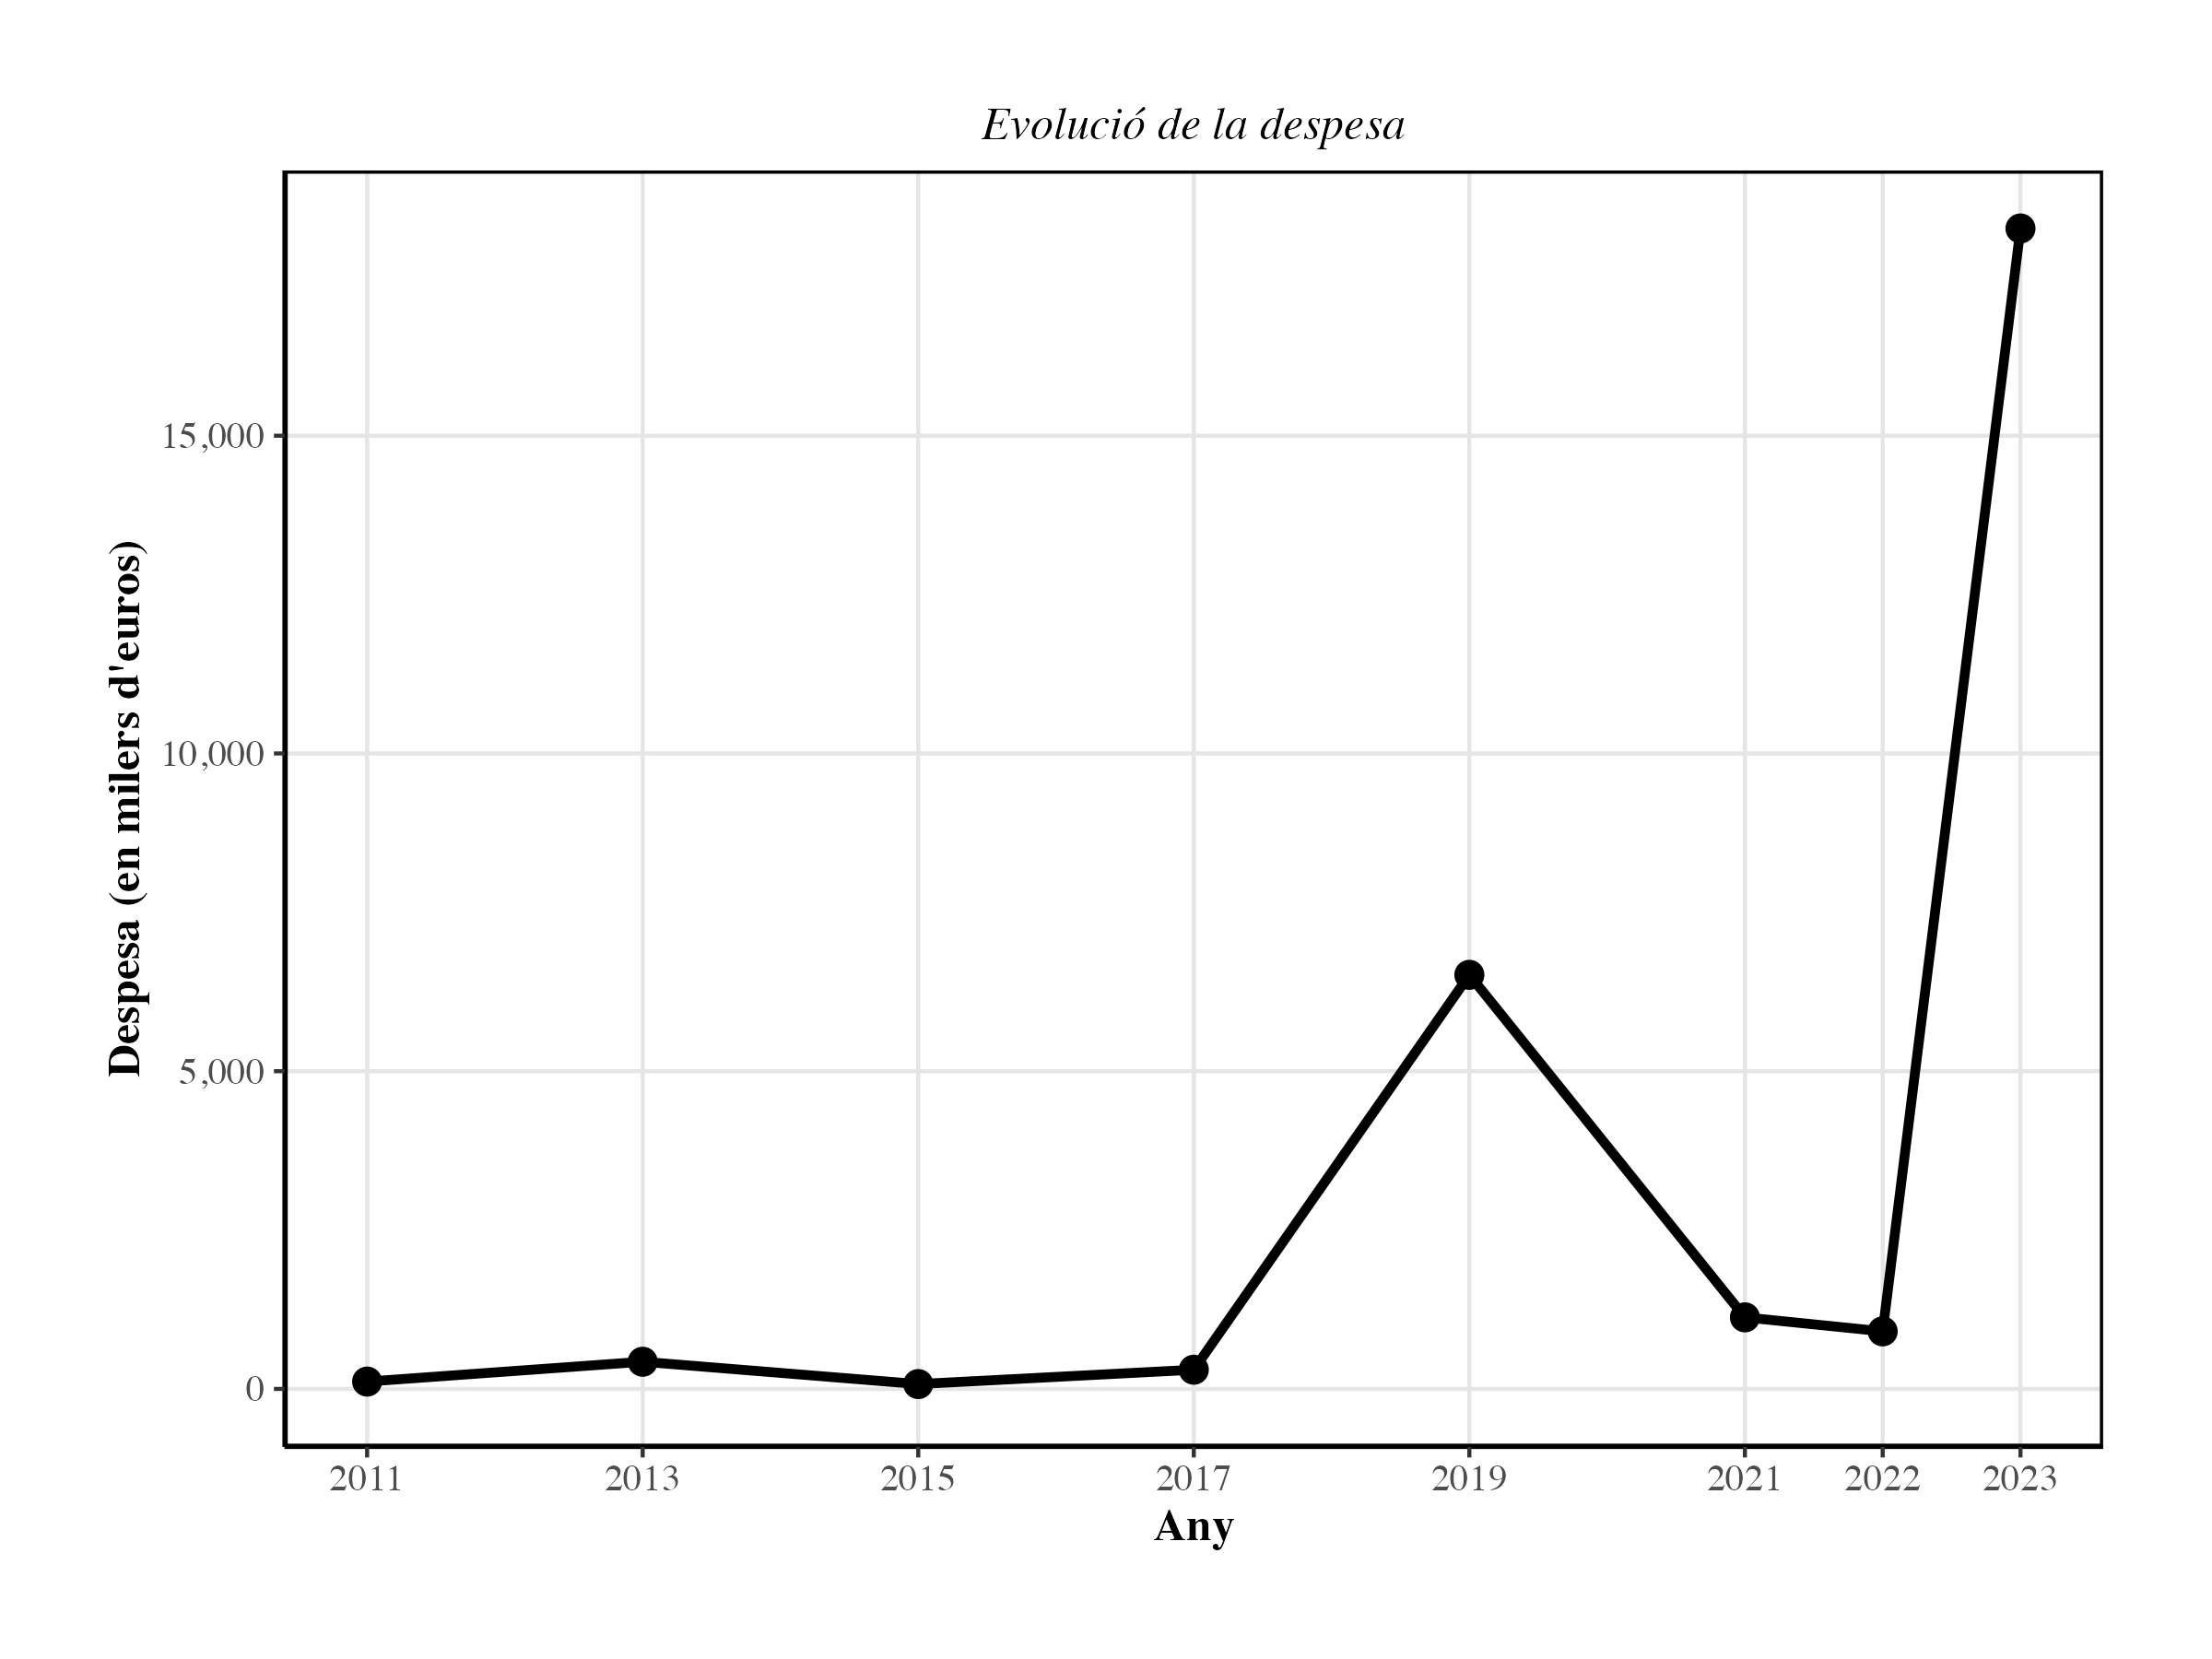 Evolució de la despesa
Despesa (en milers d'euros)
15,000
10,000
5,000
0
2011 2013 2015 2017 2019 2021 2022 2023
Any